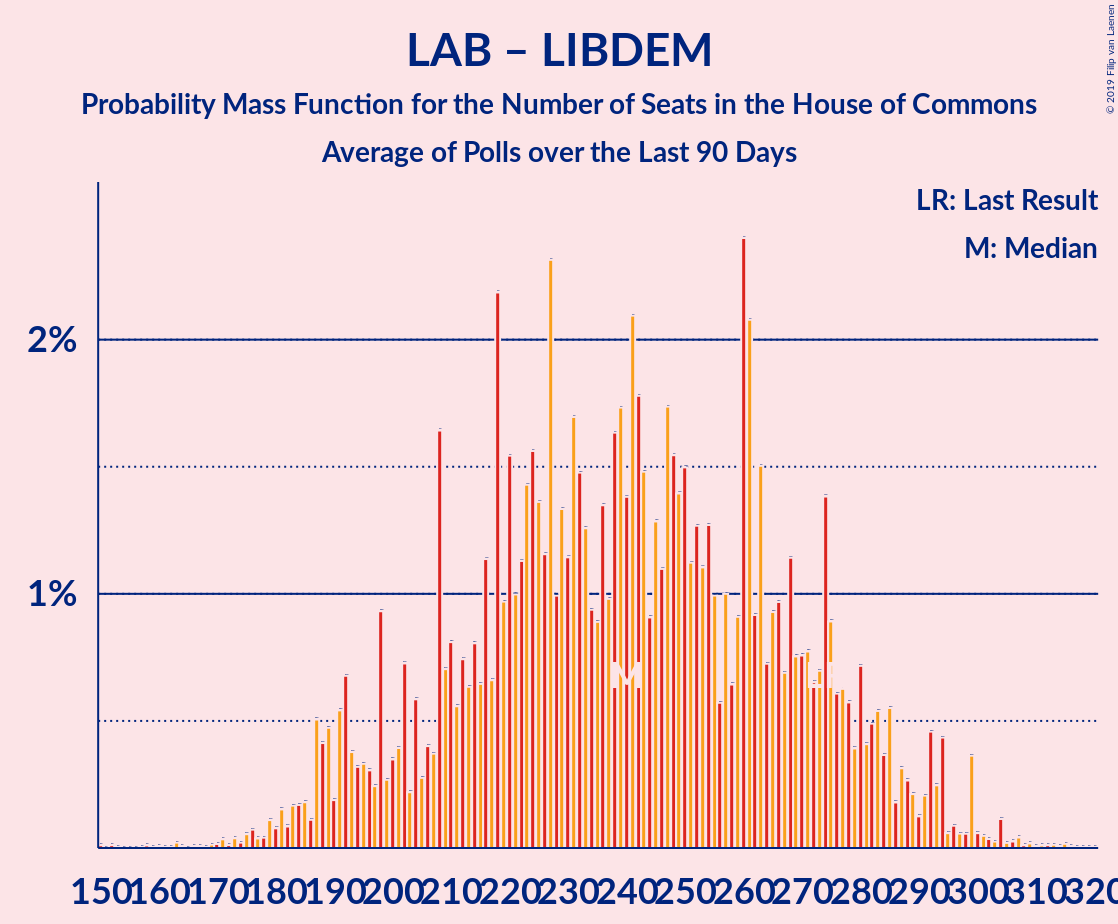 LAB – LIBDEM
Probability Mass Function for the Number of Seats in the House of Commons
Average of Polls over the Last 90 Days
© 2019 Filip van Laenen
LR: Last Result
M: Median
2%
1%
M
150 160 170 180 190 200 210 220 230 240 250 260 270 280 290 300 310 320